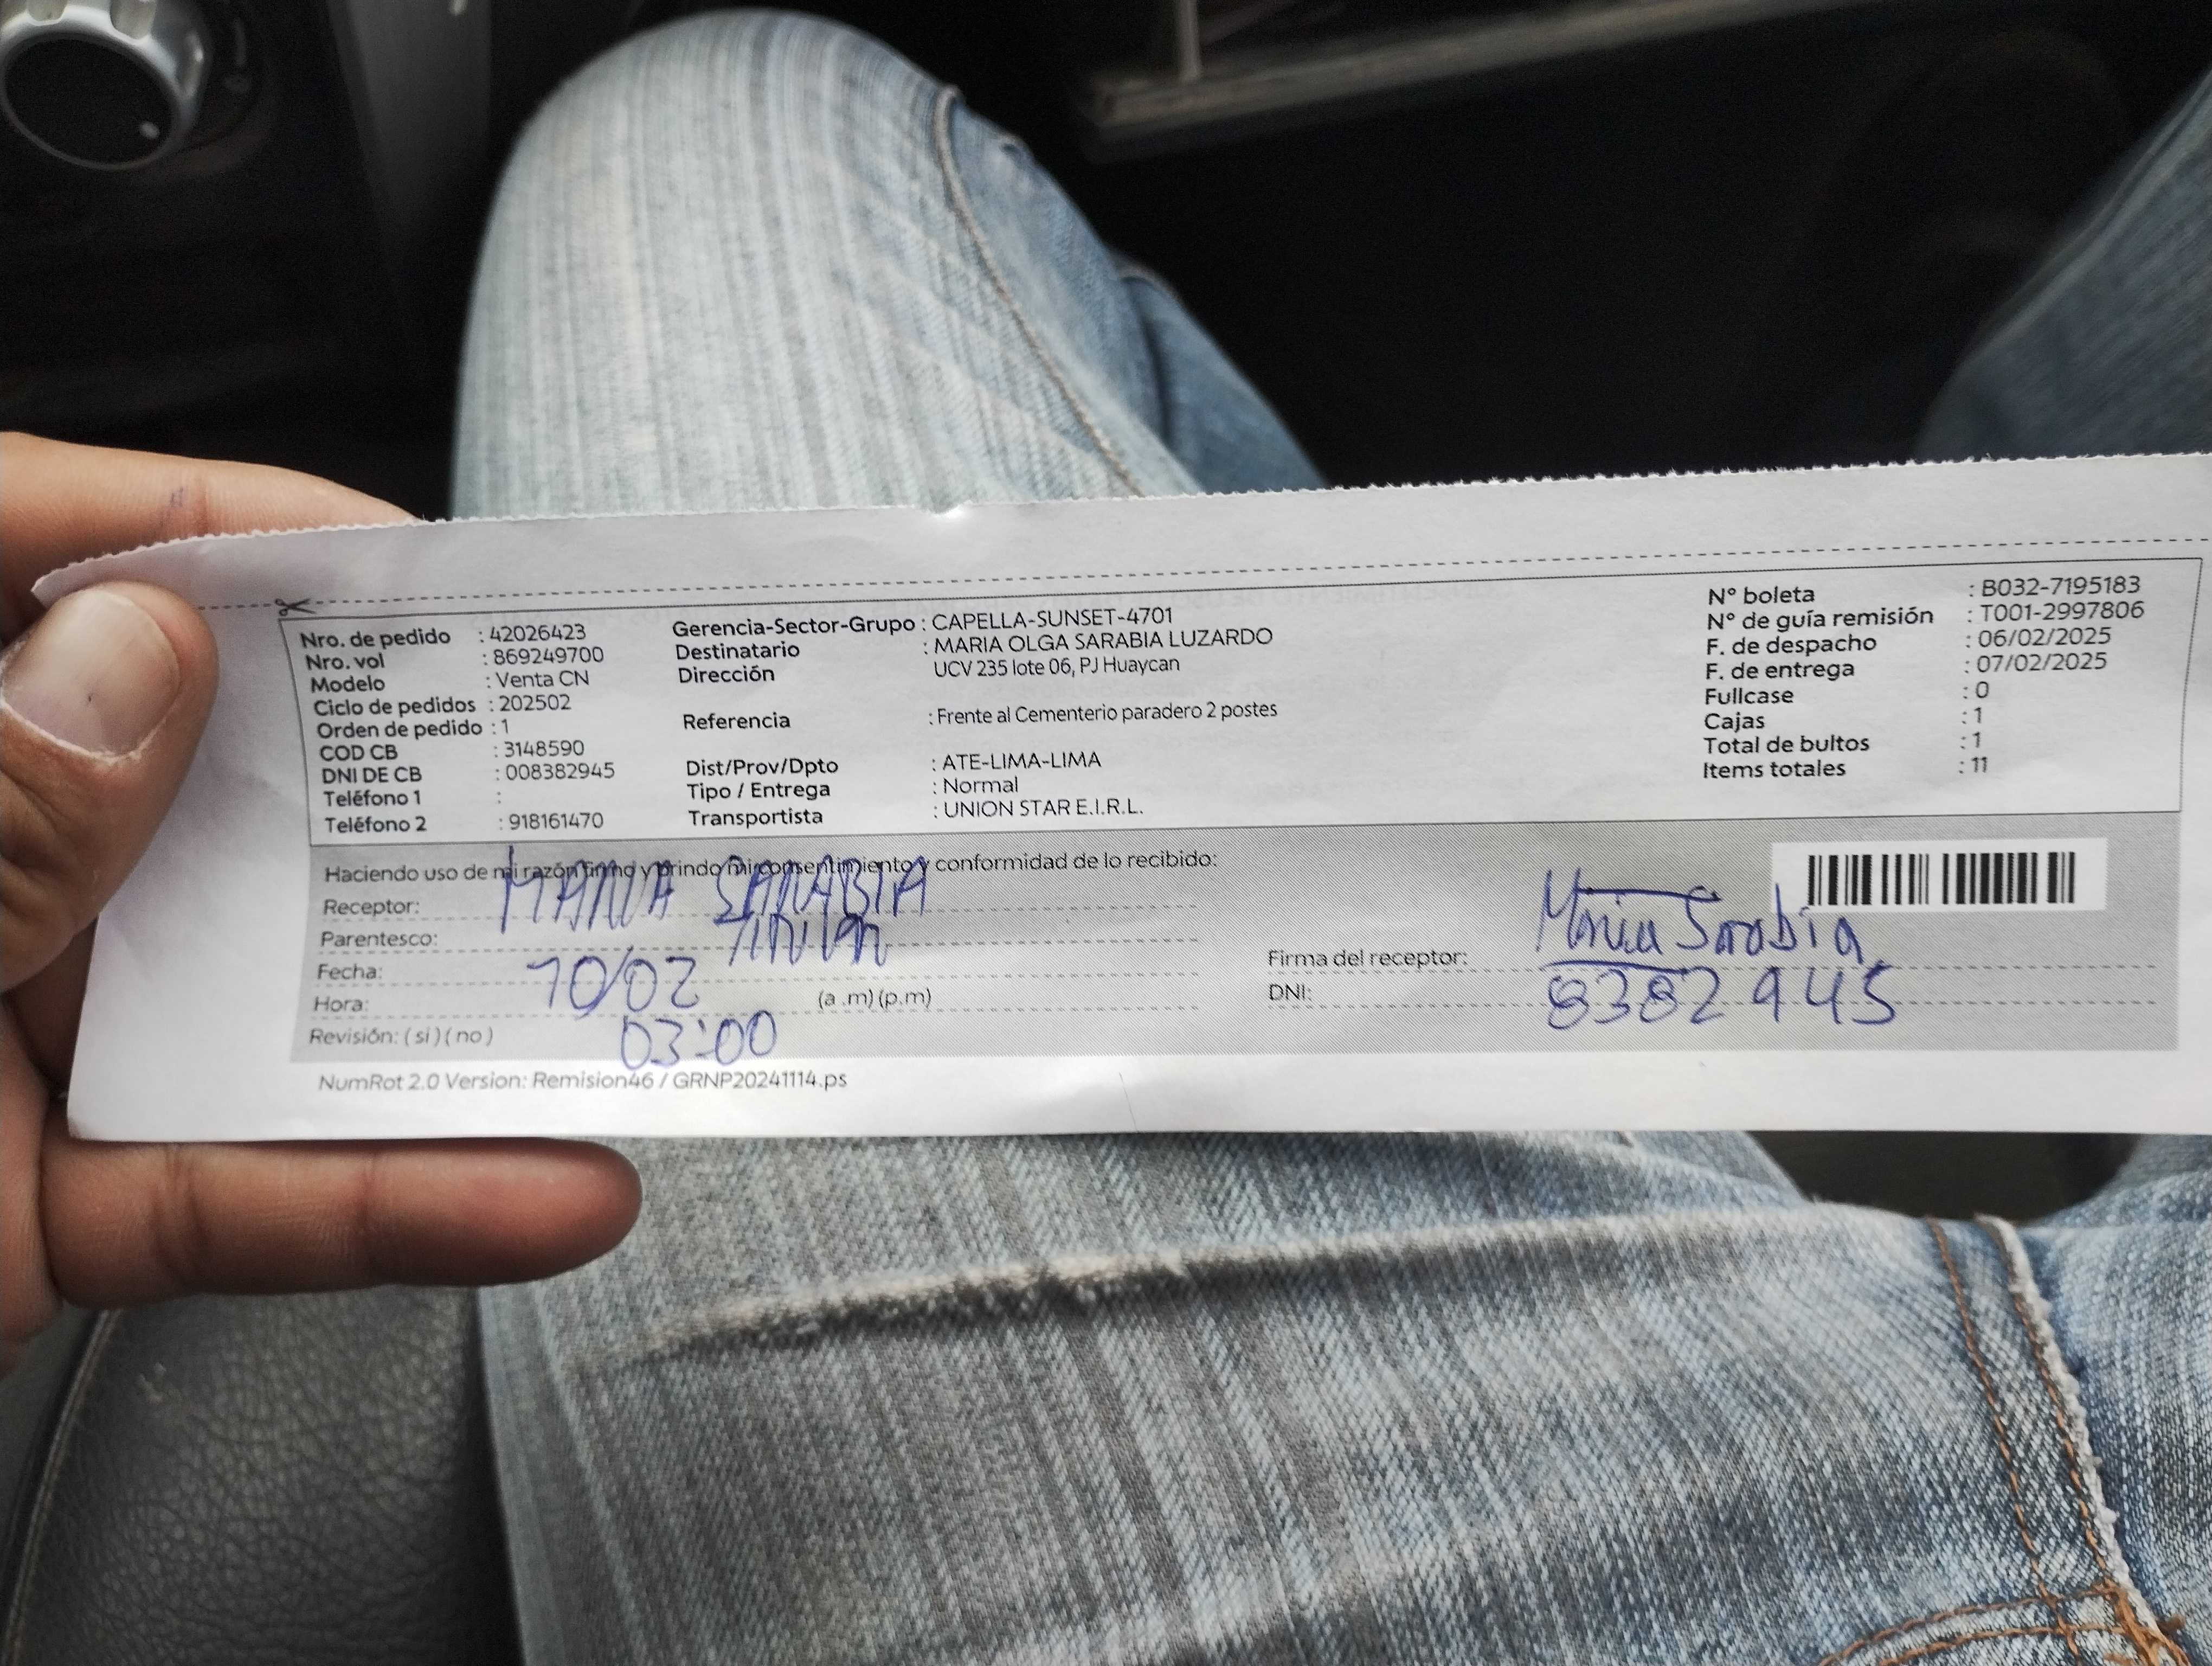 Nro. de pedido : 42026423
Nro. vol : 869249700
Modelo : Venta CN
Ciclo de pedidos : 202502
Orden de pedido : 1
COD CB : 3148590
DNI DE CB : 008382945
Teléfono 1 :
Teléfono 2 : 918161470
Gerencia-Sector-Grupo : CAPELLA-SUNSET-4701
Destinatario : MARIA OLGA SARABIA LUZARDO
Dirección UCV 235 lote 06, PJ Huaycan
Referencia : Frente al Cementerio paradero 2 postes
Dist/Prov/Dpto : ATE-LIMA-LIMA
Tipo / Entrega : Normal
Transportista : UNION STAR E.I.R.L.
N° boleta : B032-7195183
N° de guía remisión : T001-2997806
F. de despacho : 06/02/2025
F. de entrega : 07/02/2025
Fullcase : 0
Cajas : 1
Total de bultos : 1
Items totales : 11
Haciendo uso de mi razón firmo y brindo mi consentimiento y conformidad de lo recibido:
Receptor: MARIA SARABIA
Parentesco:
Fecha: 10/02
Hora: (a .m) (p.m)
03:00
Revisión: ( si ) ( no )
Firma del receptor: Maria Sarabia
DNI: 8382945
NumRot 2.0 Version: Remision46 / GRNP20241114.ps